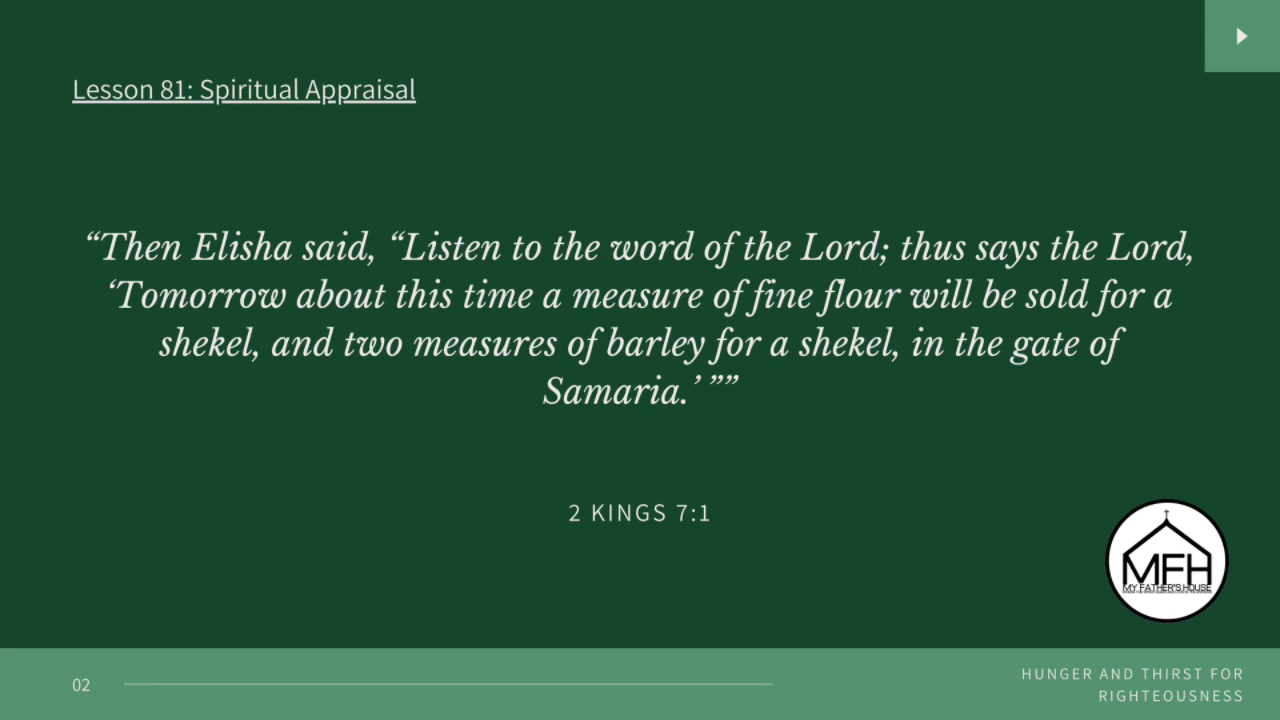 Lesson 81: Spiritual Appraisal
“Then Elisha said, “Listen to the word of the Lord; thus says the Lord,
‘Tomorrow about this time a measure of fine flour will be sold for a
shekel, and two measures of barley for a shekel, in the gate of
Samaria.’ ””
2 KINGS 7:1
MFH
MY FATHER'S HOUSE
02
HUNGER AND THIRST FOR
RIGHTEOUSNESS